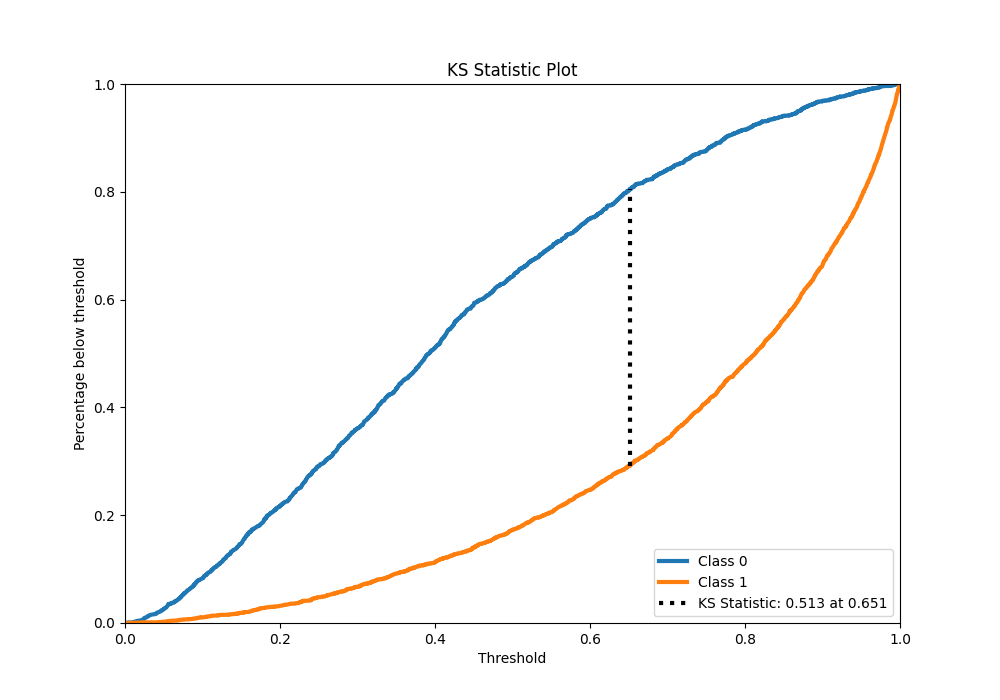 KS Statistic Plot
1.0
0.8
0.6
0.4
0.2
0.0
Percentage below threshold
0.0 0.2 0.4 0.6 0.8 1.0
Threshold
Class 0
Class 1
KS Statistic: 0.513 at 0.651